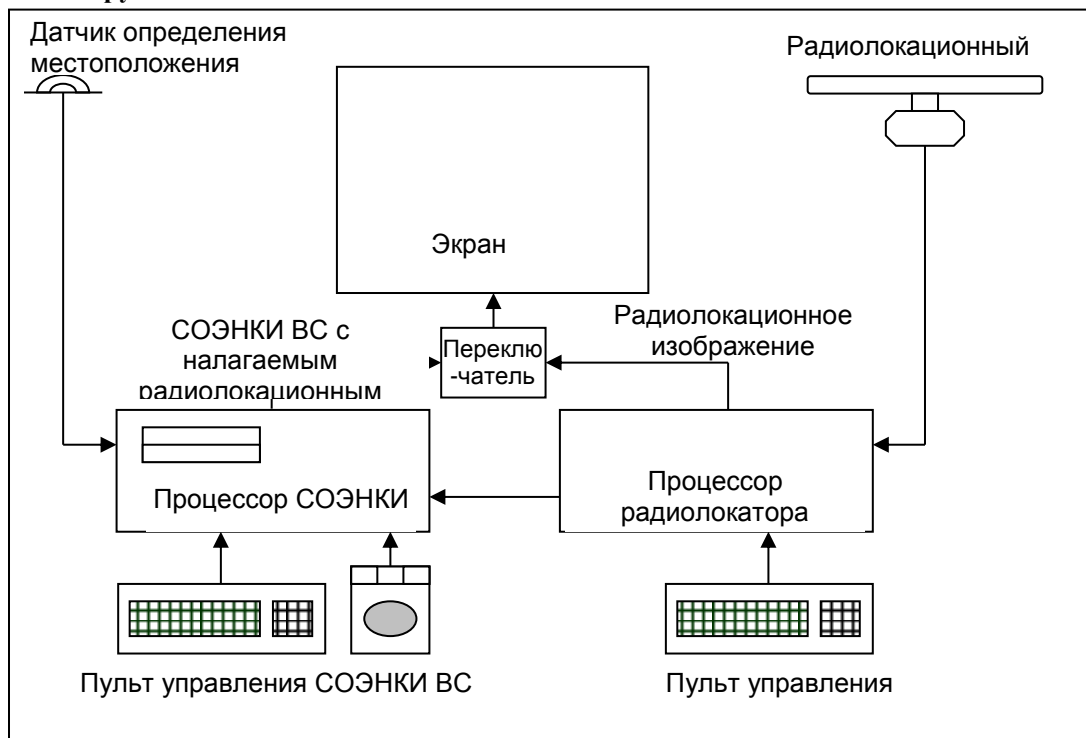 Датчик определения
местоположения
Радиолокационный
Экран
СОЭНКИ ВС с
налагаемым
радиолокационным
Переклю
-чатель
Радиолокационное
изображение
Процессор СОЭНКИ
Процессор
радиолокатора
Пульт управления СОЭНКИ ВС
Пульт управления